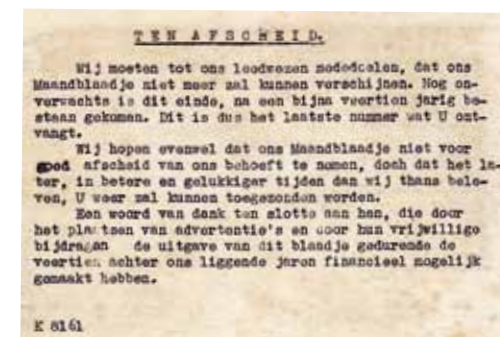 TEN AFSCHEID.
Wij moeten tot ons leedwezen mededeelen, dat ons
Maandblaadje niet meer zal kunnen verschijnen. Nog on-
verwachts is dit einde, na een bijna veertien jarig be-
staan gekomen. Dit is dus het laatste nummer wat U ont-
vangt.
Wij hopen evenwel dat ons Maandblaadje niet voor
goed afscheid van ons behoeft te nemen, doch dat het la-
ter, in betere en gelukkiger tijden dan wij thans bele-
ven, U weer zal kunnen toegezonden worden.
Een woord van dank ten slotte aan hen, die door
het plaatsen van advertentie's en door hun vrijwillige
bijdragen de uitgave van dit blaadje gedurende de
veertien achter ons liggende jaren financieel mogelijk
gemaakt hebben.
K 8161